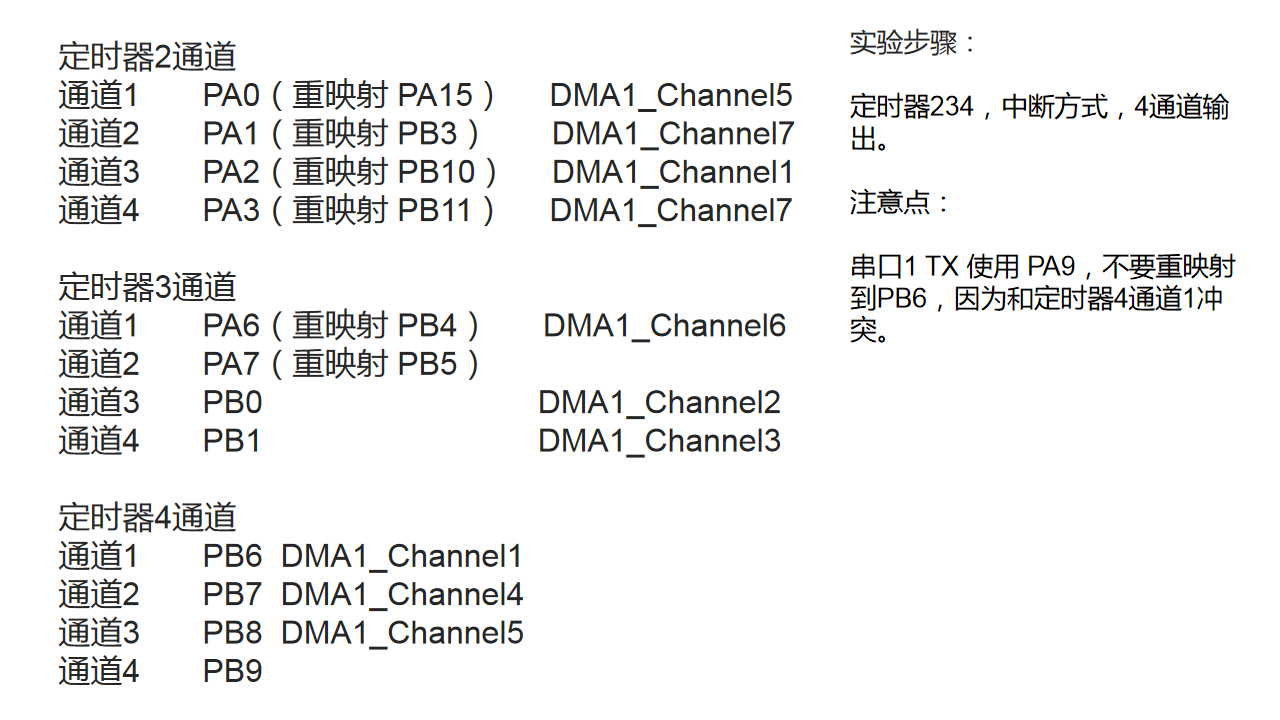 定时器2通道
通道1 PA0（重映射 PA15） DMA1_Channel5
通道2 PA1（重映射 PB3） DMA1_Channel7
通道3 PA2（重映射 PB10） DMA1_Channel1
通道4 PA3（重映射 PB11） DMA1_Channel7
定时器3通道
通道1 PA6（重映射 PB4） DMA1_Channel6
通道2 PA7（重映射 PB5）
通道3 PB0 DMA1_Channel2
通道4 PB1 DMA1_Channel3
定时器4通道
通道1 PB6 DMA1_Channel1
通道2 PB7 DMA1_Channel4
通道3 PB8 DMA1_Channel5
通道4 PB9
实验步骤：
定时器234，中断方式，4通道输
出。
注意点：
串口1 TX 使用 PA9，不要重映射
到PB6，因为和定时器4通道1冲
突。